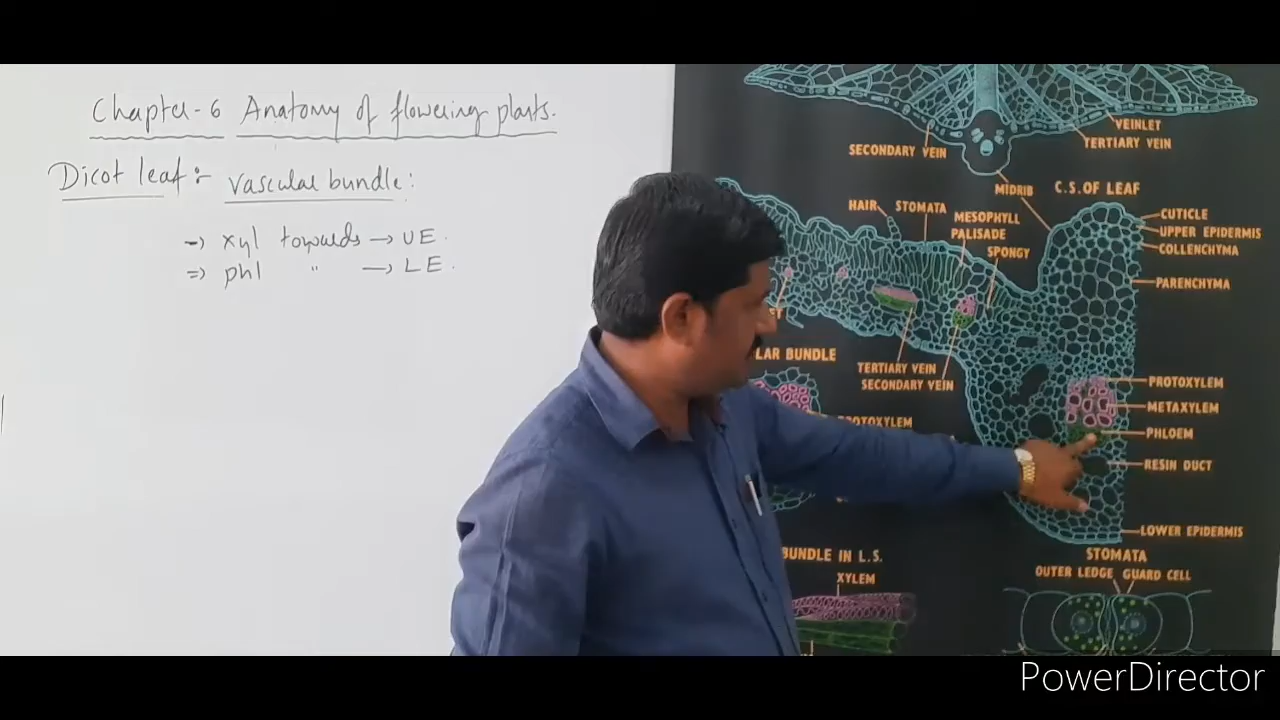 Chapter-6 Anatomy of flowering plants.
Dicot leaf:- Vascular bundle:
-> xyl towards -> UE.
=> phl " -> LE.
VEINLET
TERTIARY VEIN
SECONDARY VEIN
MIDRIB
C.S.OF LEAF
HAIR
STOMATA
MESOPHYLL
PALISADE
SPONGY
CUTICLE
UPPER EPIDERMIS
COLLENCHYMA
PARENCHYMA
LAR BUNDLE
TERTIARY VEIN
SECONDARY VEIN
PROTOXYLEM
METAXYLEM
PHLOEM
RESIN DUCT
LOWER EPIDERMIS
ROTOXYLEM
BUNDLE IN L.S.
XYLEM
STOMATA
OUTER LEDGE
GUARD CELL
PowerDirector